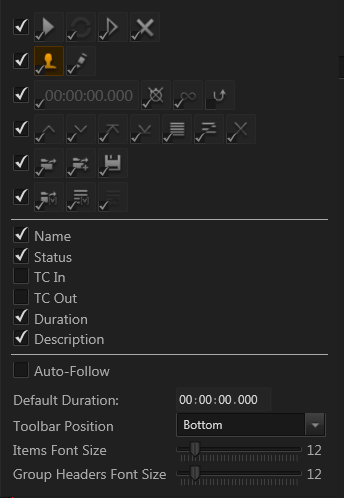 00:00:00.000
Name
Status
TC In
TC Out
Duration
Description
Auto-Follow
Default Duration: 00:00:00.000
Toolbar Position Bottom
Items Font Size 12
Group Headers Font Size 12